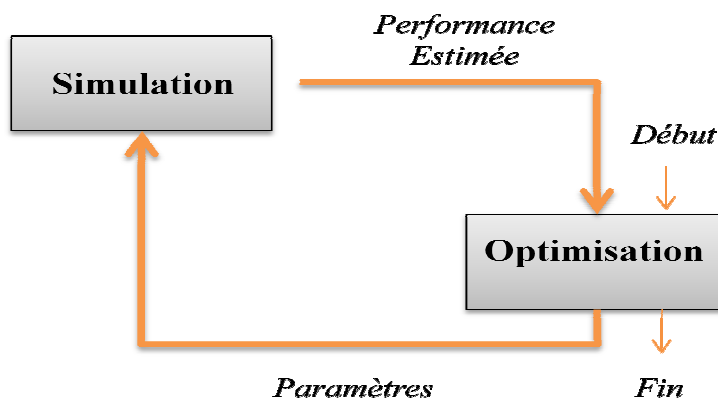 Performance
Estimée
Simulation
Début
Optimisation
Paramètres
Fin